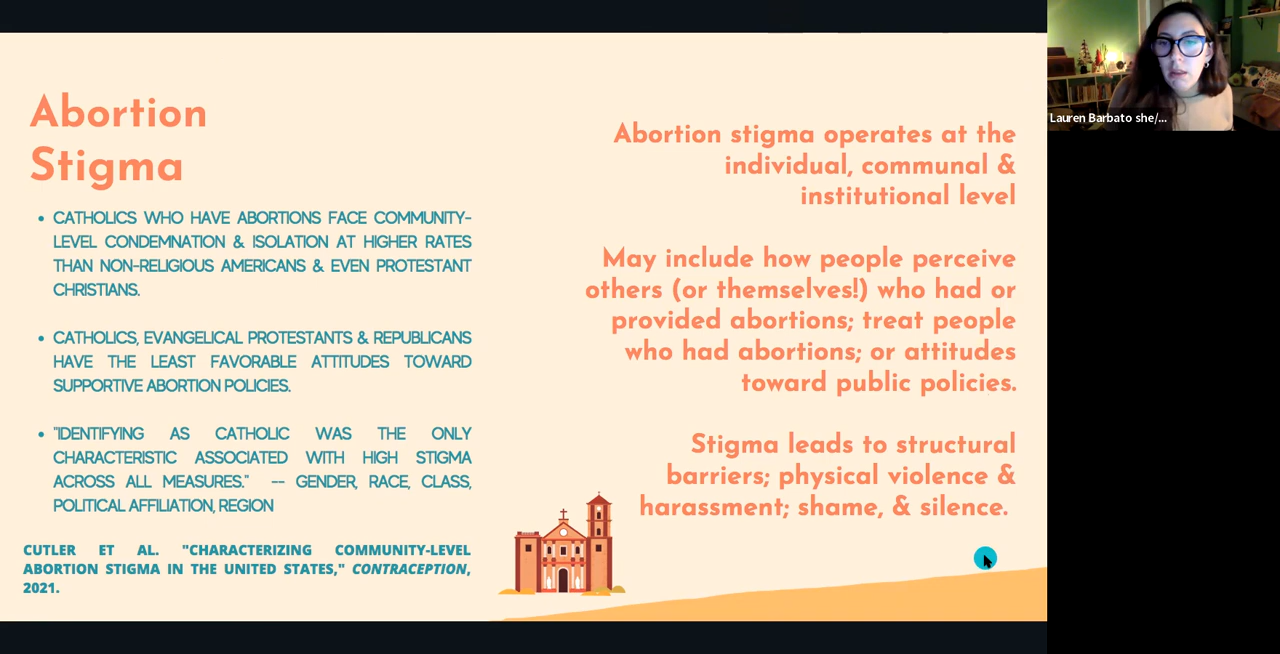 Abortion
Stigma
• CATHOLICS WHO HAVE ABORTIONS FACE COMMUNITY-
LEVEL CONDEMNATION & ISOLATION AT HIGHER RATES
THAN NON-RELIGIOUS AMERICANS & EVEN PROTESTANT
CHRISTIANS.
• CATHOLICS, EVANGELICAL PROTESTANTS & REPUBLICANS
HAVE THE LEAST FAVORABLE ATTITUDES TOWARD
SUPPORTIVE ABORTION POLICIES.
• "IDENTIFYING AS CATHOLIC WAS THE ONLY
CHARACTERISTIC ASSOCIATED WITH HIGH STIGMA
ACROSS ALL MEASURES." -- GENDER, RACE, CLASS,
POLITICAL AFFILIATION, REGION
CUTLER ET AL. "CHARACTERIZING COMMUNITY-LEVEL
ABORTION STIGMA IN THE UNITED STATES," CONTRACEPTION,
2021.
Abortion stigma operates at the
individual, communal &
institutional level
May include how people perceive
others (or themselves!) who had or
provided abortions; treat people
who had abortions; or attitudes
toward public policies.
Stigma leads to structural
barriers; physical violence &
harassment; shame, & silence.
Lauren Barbato she/...